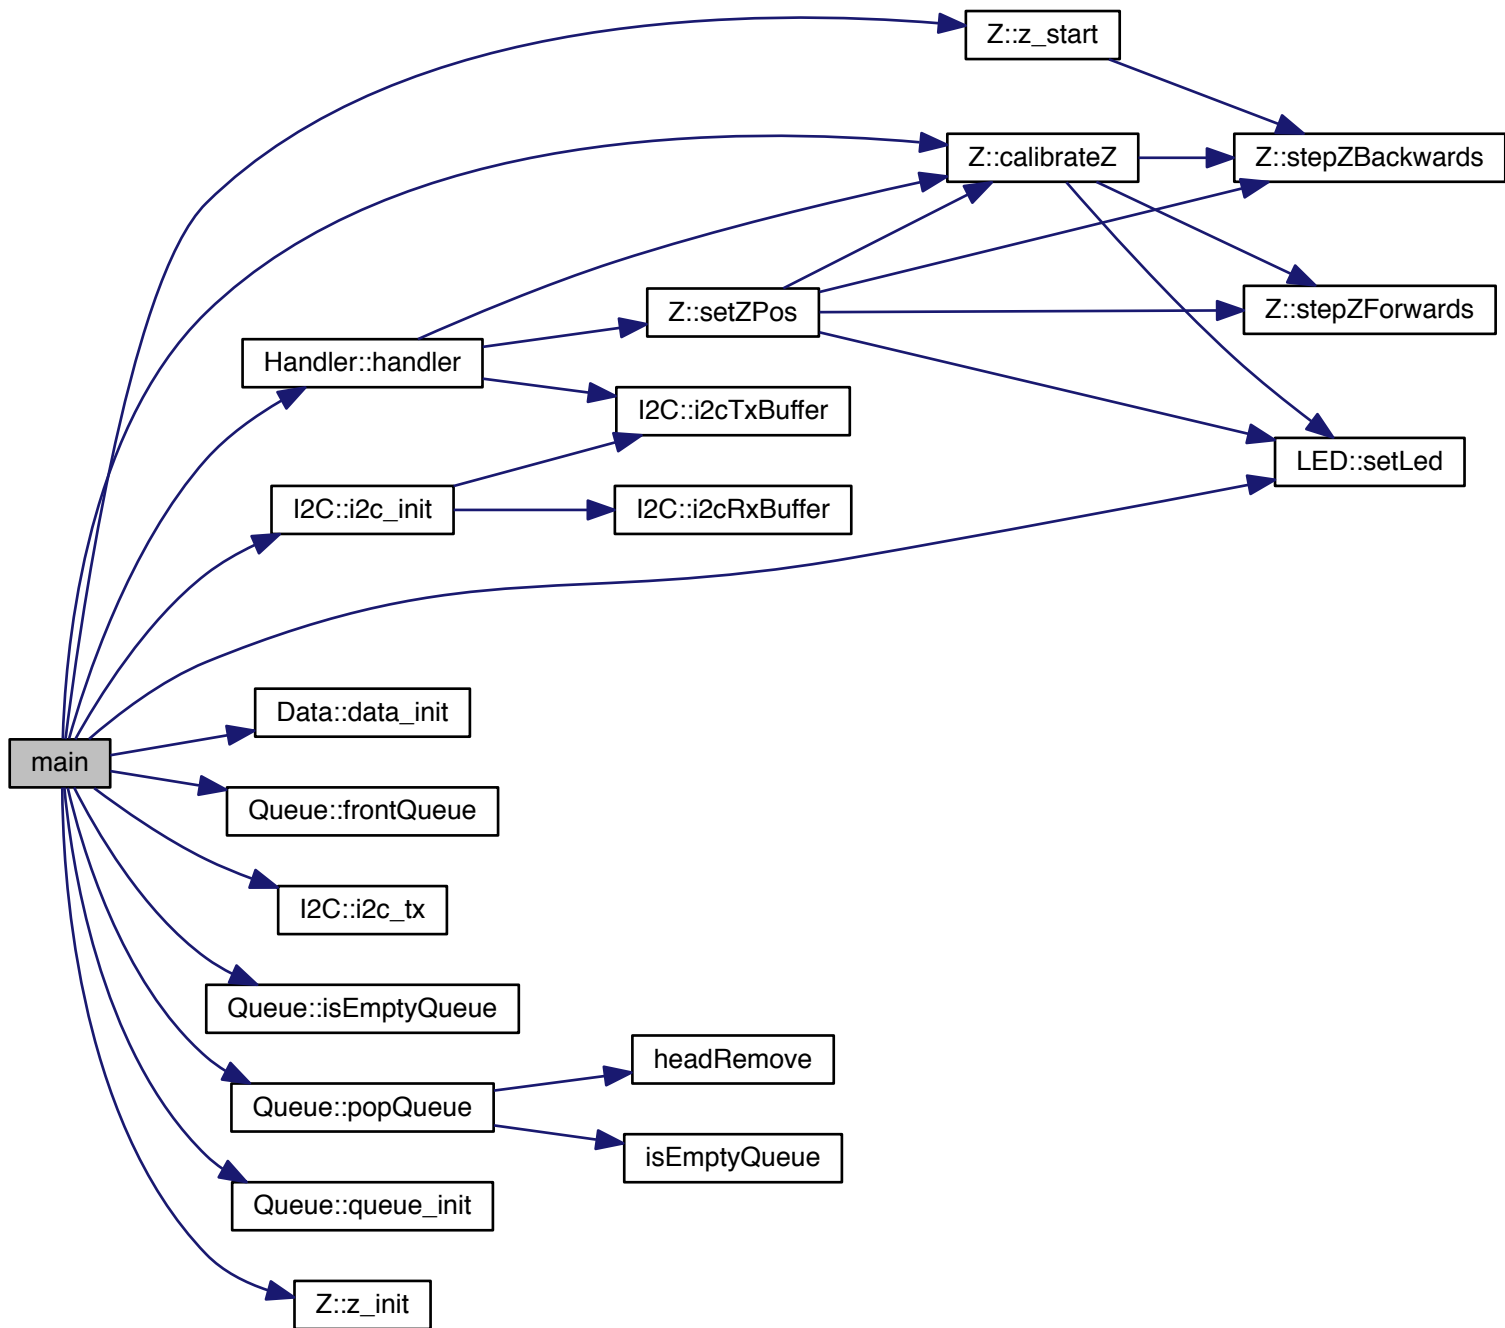 Z::z_start
Z::calibrateZ
Z::stepZBackwards
Z::setZPos
Z::stepZForwards
Handler::handler
I2C::i2cTxBuffer
LED::setLed
I2C::i2c_init
I2C::i2cRxBuffer
Data::data_init
main
Queue::frontQueue
I2C::i2c_tx
Queue::isEmptyQueue
headRemove
Queue::popQueue
isEmptyQueue
Queue::queue_init
Z::z_init